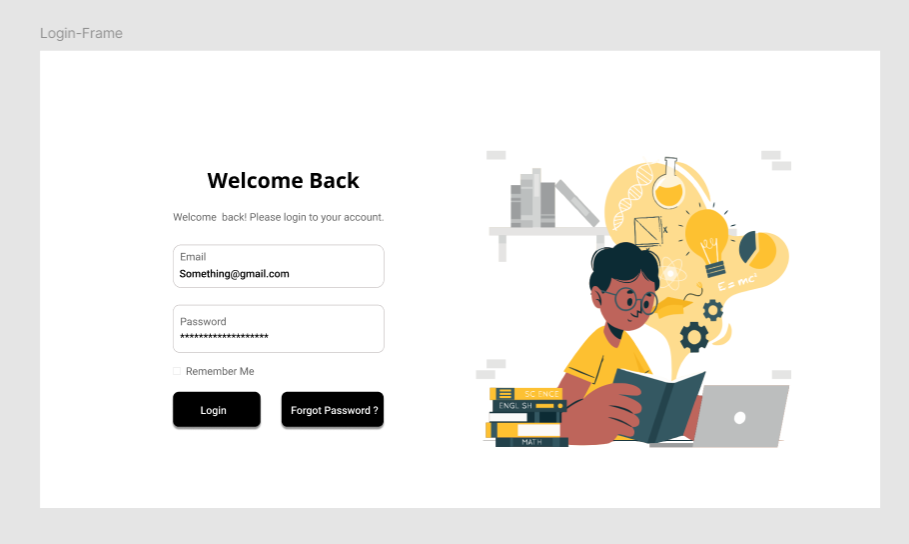 Login-Frame
Welcome Back
Welcome  back! Please login to your account.
Email
Something@gmail.com
Password
*******************
Remember Me
Login
Forgot Password ?
X
E = mc²
SCIENCE
ENGLISH
MATH